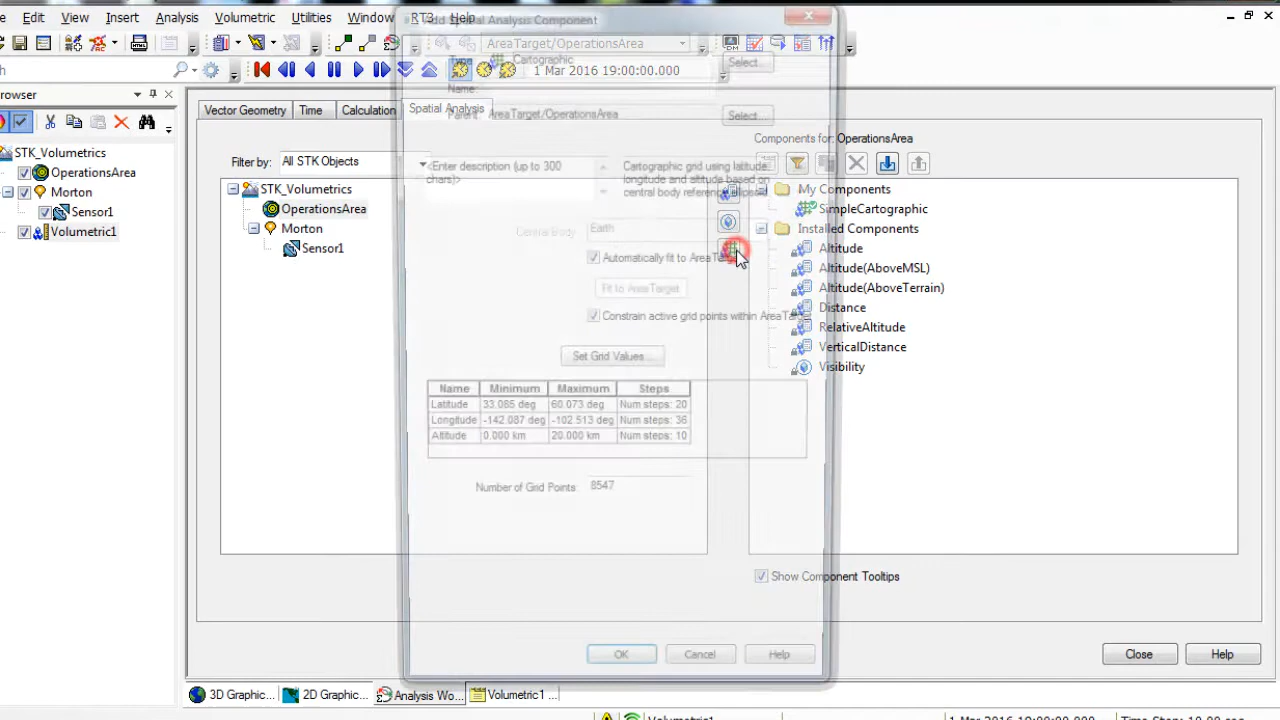 Edit View Insert Analysis Volumetric Utilities Window RT3 Help
Add Spatial Analysis Component
AreaTarget/OperationsArea
1 Mar 2016 19:00:00.000
Type: Cartographic Select...
Name:
Parent: AreaTarget/OperationsArea Select...
STK_Volumetrics
OperationsArea
Morton
Sensor1
Volumetric1
Vector Geometry Time Calculation Spatial Analysis
Filter by: All STK Objects
STK_Volumetrics
OperationsArea
Morton
Sensor1
<Enter description (up to 300
chars)>
Cartographic grid using latitude,
longitude and altitude based on
central body reference
Central Body Earth
Automatically fit to
Fit to AreaTarget
Constrain active grid points within
Set Grid Values...
Name Minimum Maximum Steps
Latitude 33.085 deg 60.073 deg Num steps: 20
Longitude -142.087 deg -102.513 deg Num steps: 36
Altitude 0.000 km 20.000 km Num steps: 10
Number of Grid Points: 8547
OK Cancel Help
Components for: OperationsArea
My Components
SimpleCartographic
Installed Components
Altitude
Altitude(AboveMSL)
Altitude(AboveTerrain)
Distance
RelativeAltitude
VerticalDistance
Visibility
Show Component Tooltips
Close Help
3D Graphic... 2D Graphic... Analysis Wo... Volumetric1 ...
Volumetric1 1 Mar 2016 19:00:00.000 Time Step: 10.00 sec